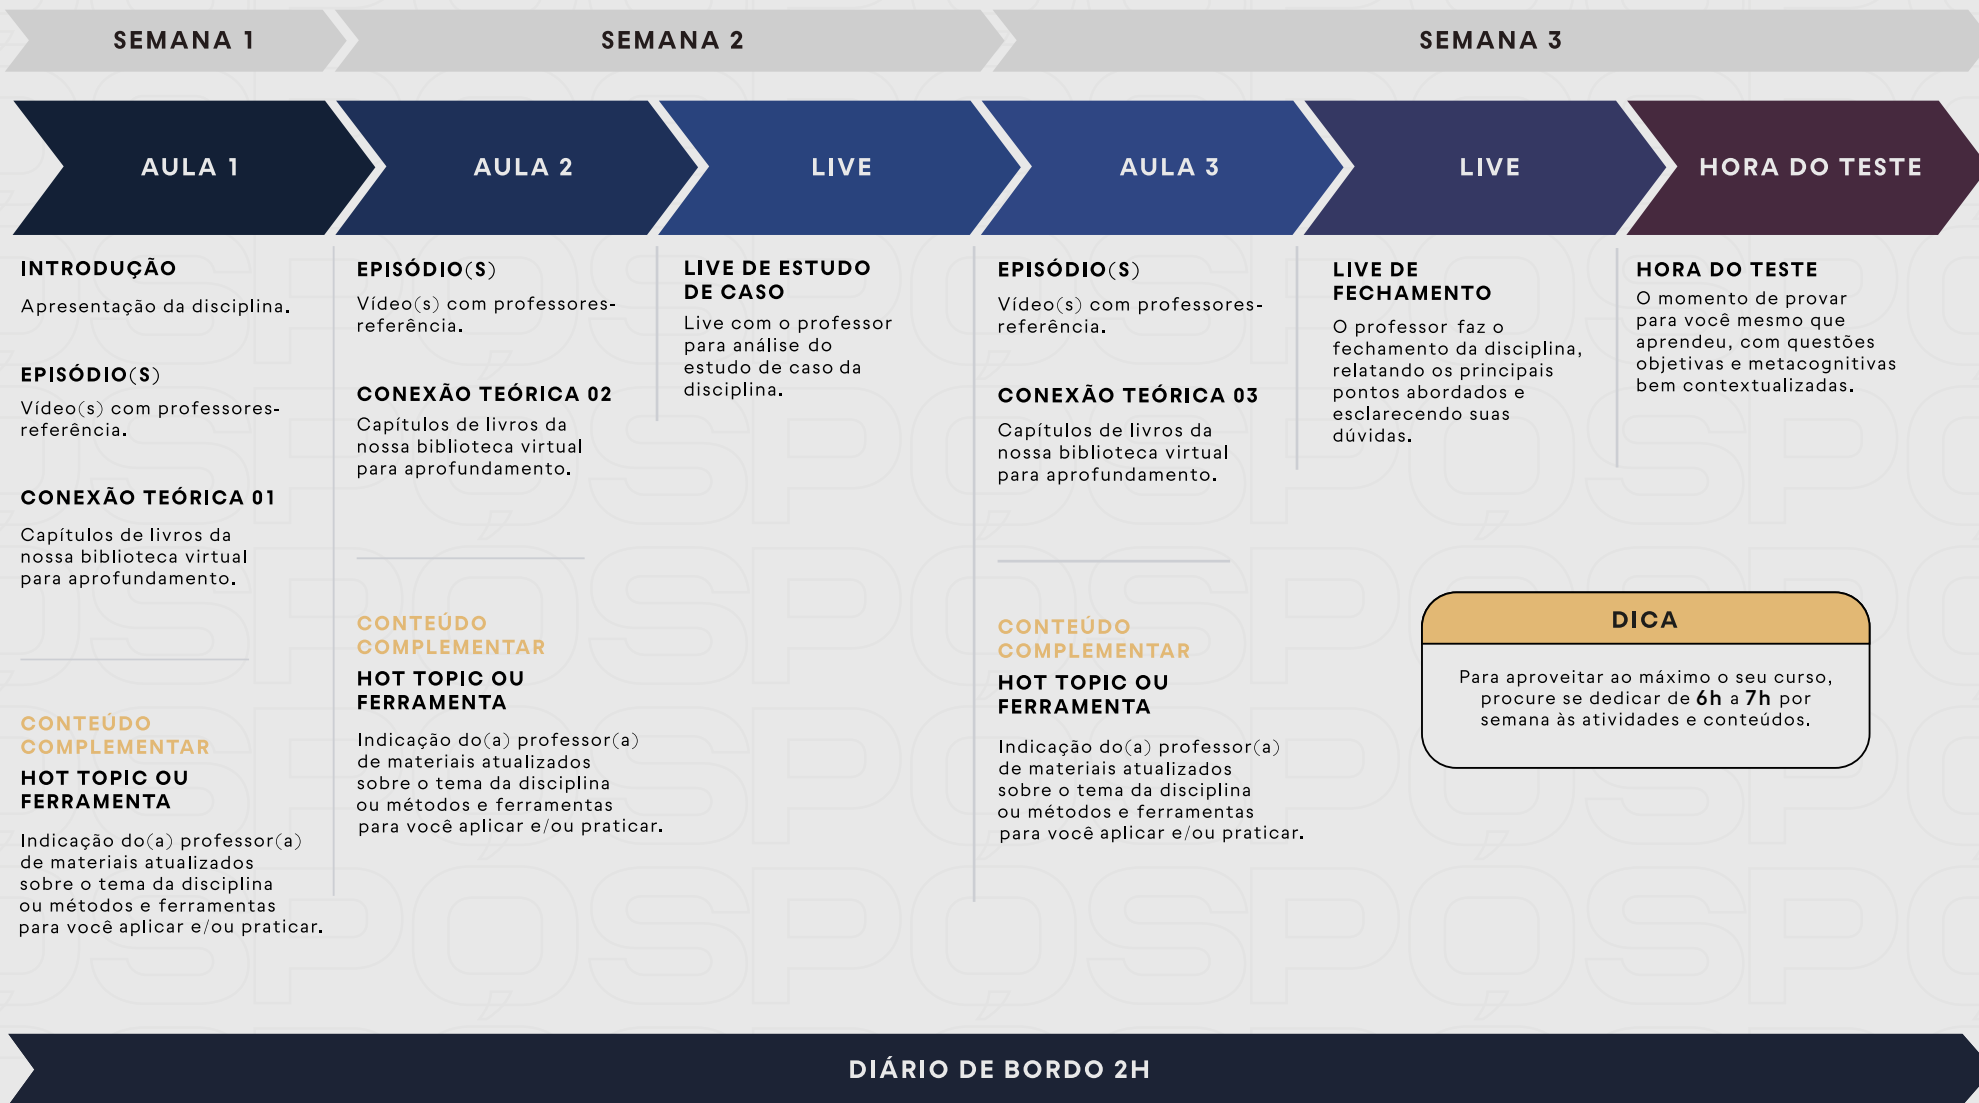 SEMANA 1
SEMANA 2
SEMANA 3
AULA 1
AULA 2
LIVE
AULA 3
LIVE
HORA DO TESTE
INTRODUÇÃO
Apresentação da disciplina.
EPISÓDIO(S)
Vídeo(s) com professores-
referência.
CONEXÃO TEÓRICA 01
Capítulos de livros da
nossa biblioteca virtual
para aprofundamento.
CONTEÚDO
COMPLEMENTAR
HOT TOPIC OU
FERRAMENTA
Indicação do(a) professor(a)
de materiais atualizados
sobre o tema da disciplina
ou métodos e ferramentas
para você aplicar e/ou praticar.
EPISÓDIO(S)
Vídeo(s) com professores-
referência.
CONEXÃO TEÓRICA 02
Capítulos de livros da
nossa biblioteca virtual
para aprofundamento.
CONTEÚDO
COMPLEMENTAR
HOT TOPIC OU
FERRAMENTA
Indicação do(a) professor(a)
de materiais atualizados
sobre o tema da disciplina
ou métodos e ferramentas
para você aplicar e/ou praticar.
LIVE DE ESTUDO
DE CASO
Live com o professor
para análise do
estudo de caso da
disciplina.
EPISÓDIO(S)
Vídeo(s) com professores-
referência.
CONEXÃO TEÓRICA 03
Capítulos de livros da
nossa biblioteca virtual
para aprofundamento.
CONTEÚDO
COMPLEMENTAR
HOT TOPIC OU
FERRAMENTA
Indicação do(a) professor(a)
de materiais atualizados
sobre o tema da disciplina
ou métodos e ferramentas
para você aplicar e/ou praticar.
LIVE DE
FECHAMENTO
O professor faz o
fechamento da disciplina,
relatando os principais
pontos abordados e
esclarecendo suas
dúvidas.
HORA DO TESTE
O momento de provar
para você mesmo que
aprendeu, com questões
objetivas e metacognitivas
bem contextualizadas.
DICA
Para aproveitar ao máximo o seu curso,
procure se dedicar de 6h a 7h por
semana às atividades e conteúdos.
DIÁRIO DE BORDO 2H